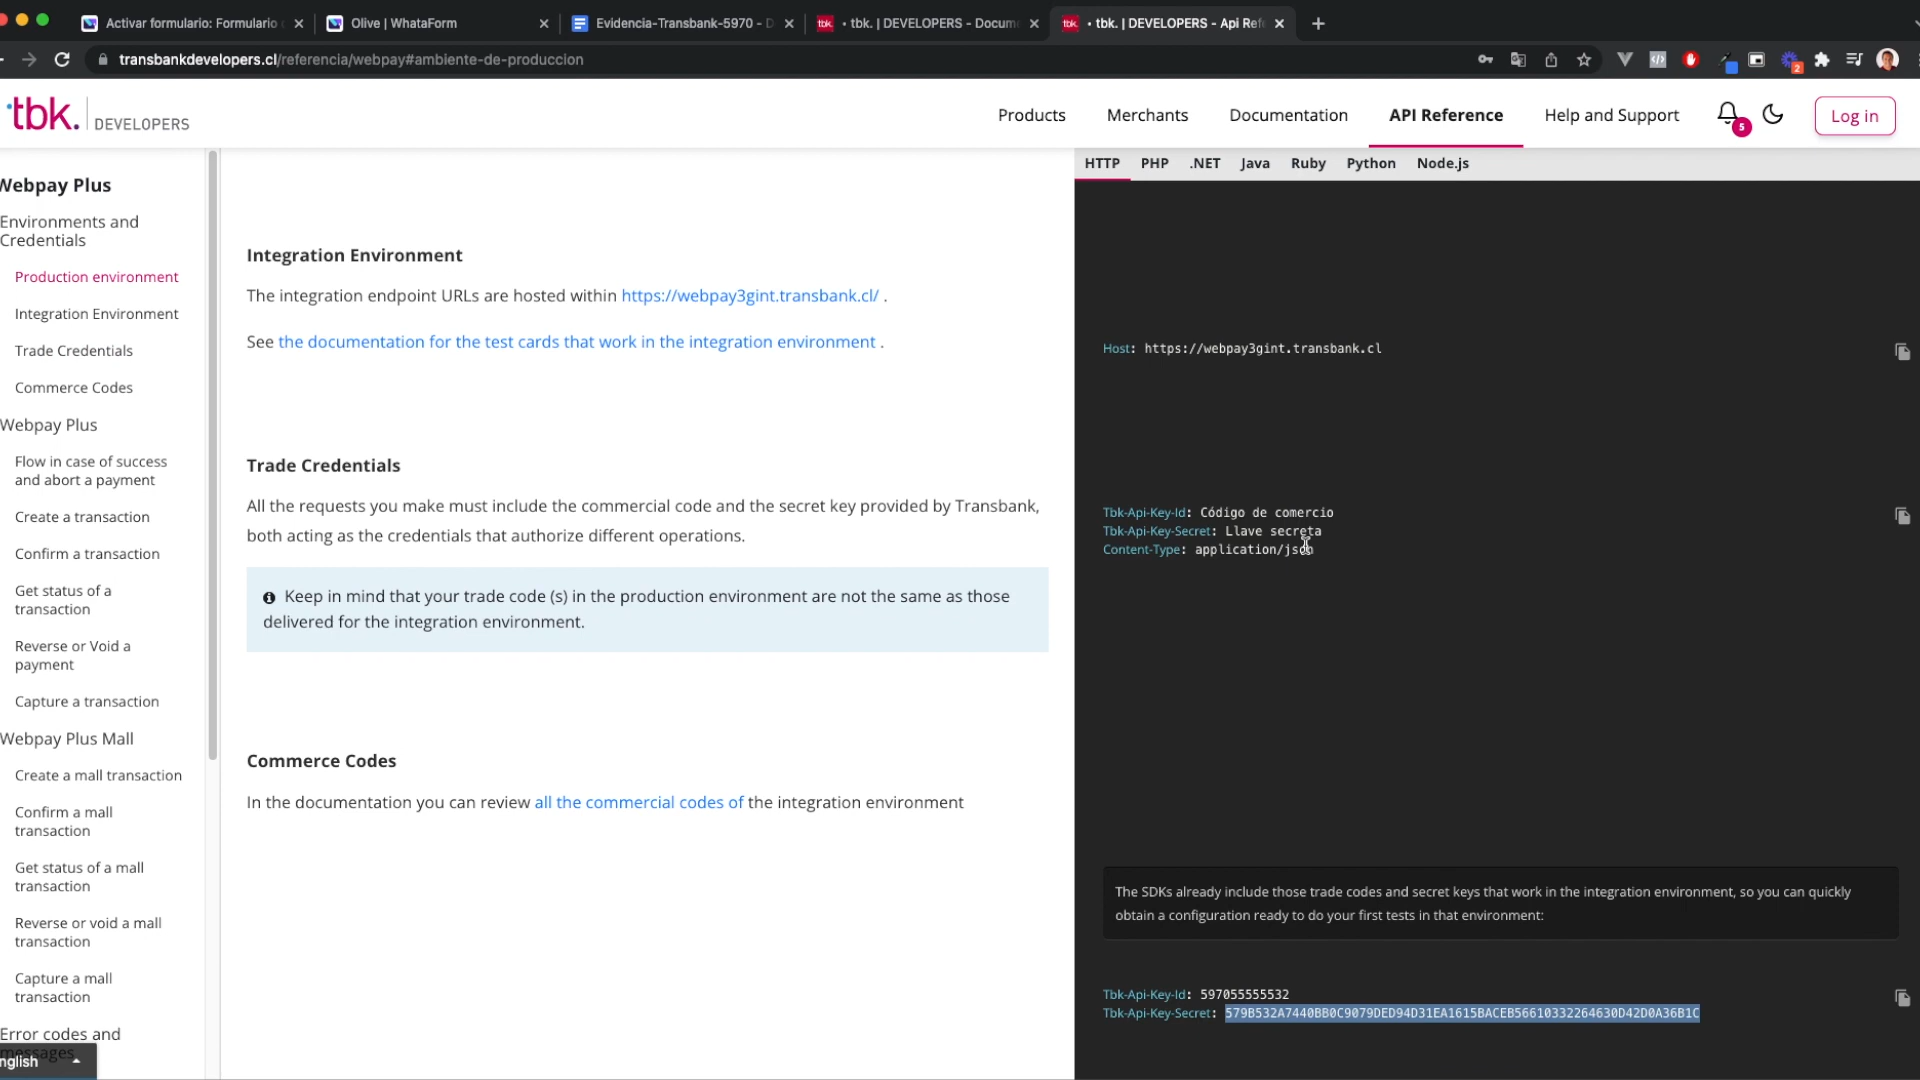 Activar formulario: Formulario
Olive | WhataForm
Evidencia-Transbank-5970 - D
• tbk. | DEVELOPERS - Docum
• tbk. | DEVELOPERS - Api Ref
transbankdevelopers.cl/referencia/webpay#ambiente-de-produccion
2
tbk. DEVELOPERS
Products
Merchants
Documentation
API Reference
Help and Support
5
Log in
Webpay Plus
Environments and
Credentials
Production environment
Integration Environment
Trade Credentials
Commerce Codes
Webpay Plus
Flow in case of success
and abort a payment
Create a transaction
Confirm a transaction
Get status of a
transaction
Reverse or Void a
payment
Capture a transaction
Webpay Plus Mall
Create a mall transaction
Confirm a mall
transaction
Get status of a mall
transaction
Reverse or void a mall
transaction
Capture a mall
transaction
Error codes and
messages
nglish
Integration Environment
The integration endpoint URLs are hosted within https://webpay3gint.transbank.cl/ .
See the documentation for the test cards that work in the integration environment .
Trade Credentials
All the requests you make must include the commercial code and the secret key provided by Transbank,
both acting as the credentials that authorize different operations.
Keep in mind that your trade code (s) in the production environment are not the same as those
delivered for the integration environment.
Commerce Codes
In the documentation you can review all the commercial codes of the integration environment
HTTP PHP .NET Java Ruby Python Node.js
Host: https://webpay3gint.transbank.cl
Tbk-Api-Key-Id: Código de comercio
Tbk-Api-Key-Secret: Llave secreta
Content-Type: application/json
The SDKs already include those trade codes and secret keys that work in the integration environment, so you can quickly
obtain a configuration ready to do your first tests in that environment:
Tbk-Api-Key-Id: 597055555532
Tbk-Api-Key-Secret: 579B532A7440BB0C9079DED94D31EA1615BACEB56610332264630D42D0A36B1C